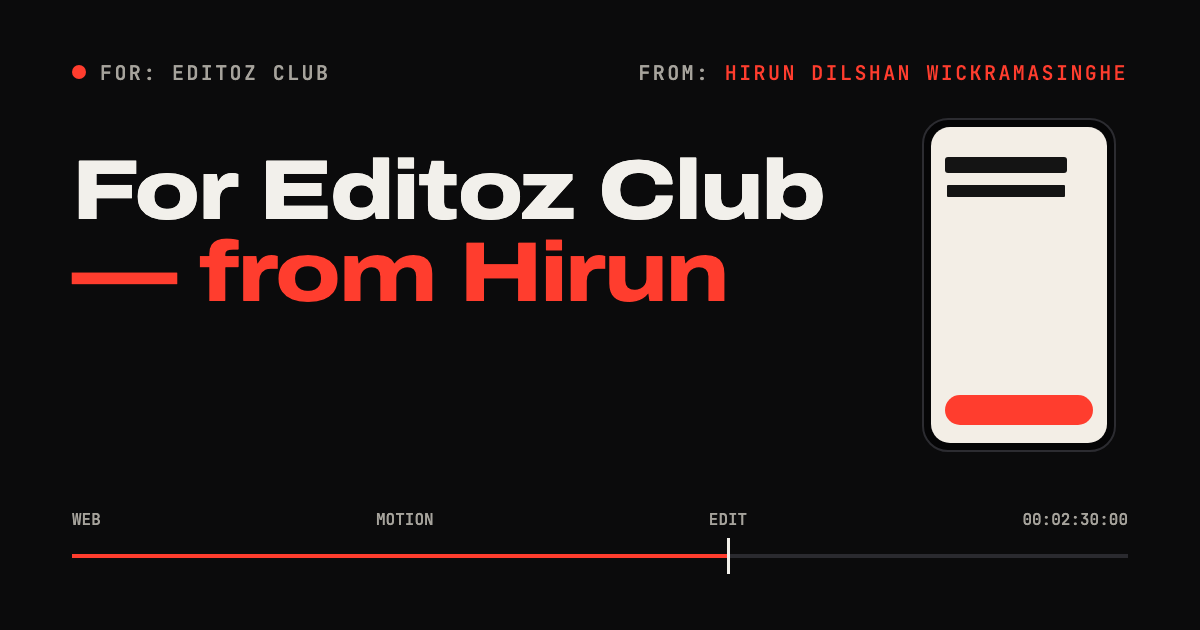 FOR: EDITOZ CLUB
FROM: HIRUN DILSHAN WICKRAMASINGHE
For Editoz Club
— from Hirun
WEB
MOTION
EDIT
00:02:30:00